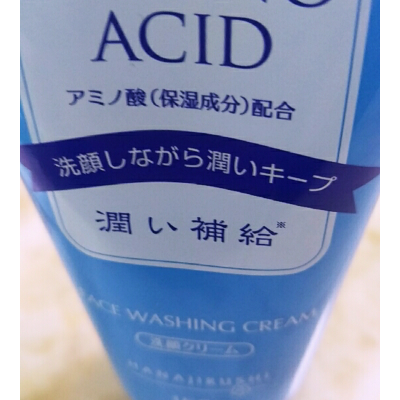 ACID
アミノ酸(保湿成分)配合
洗顔しながら潤いキープ
潤い補給※
FACE WASHING CREAM
洗顔クリーム
HANAJIRUSHI